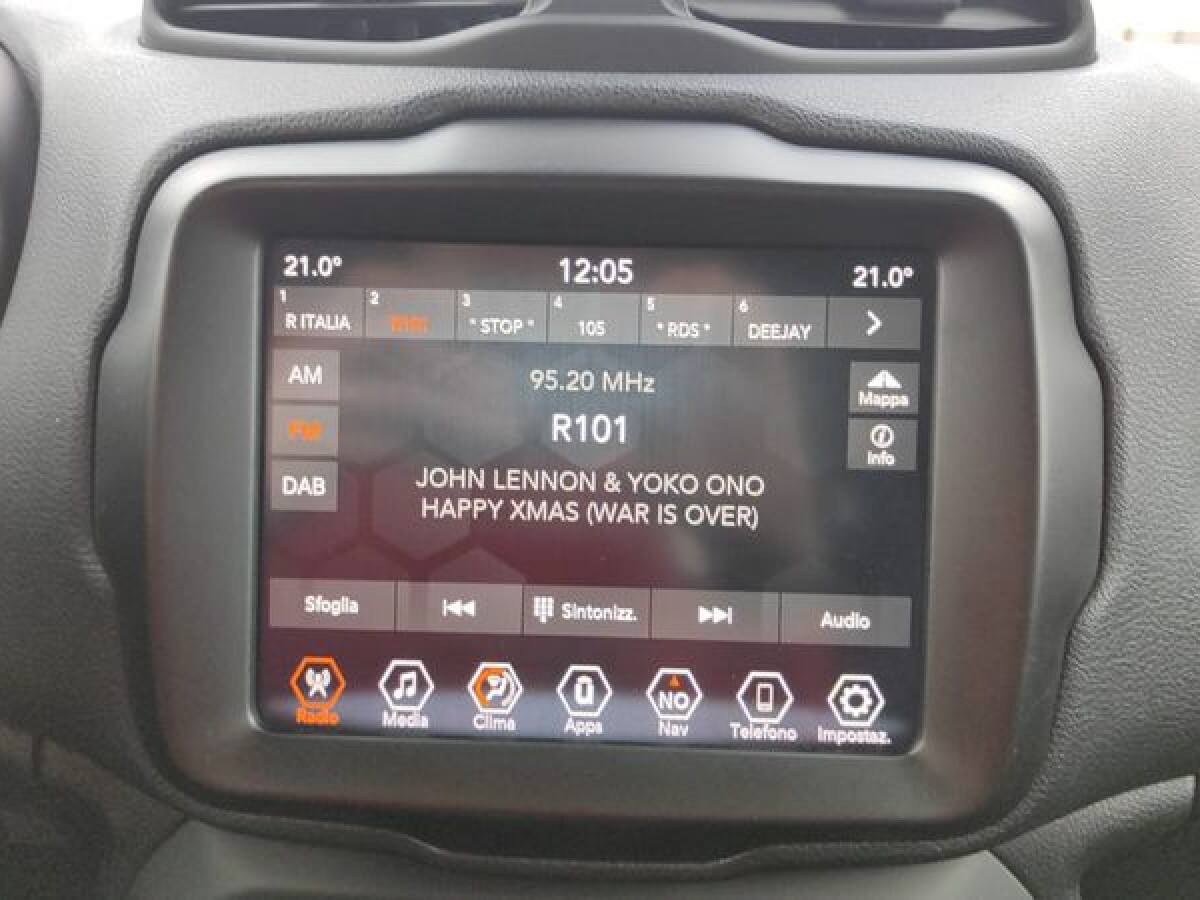 21.0° 12:05 21.0°
1 2 3 4 5 6
R ITALIA R101 * STOP * 105 * RDS * DEEJAY
AM
95.20 MHz
Mappa
FM
R101
Info
DAB
JOHN LENNON & YOKO ONO
HAPPY XMAS (WAR IS OVER)
Sfoglia Sintonizz. Audio
NO
Radio Media Clima Apps Nav Telefono Impostaz.